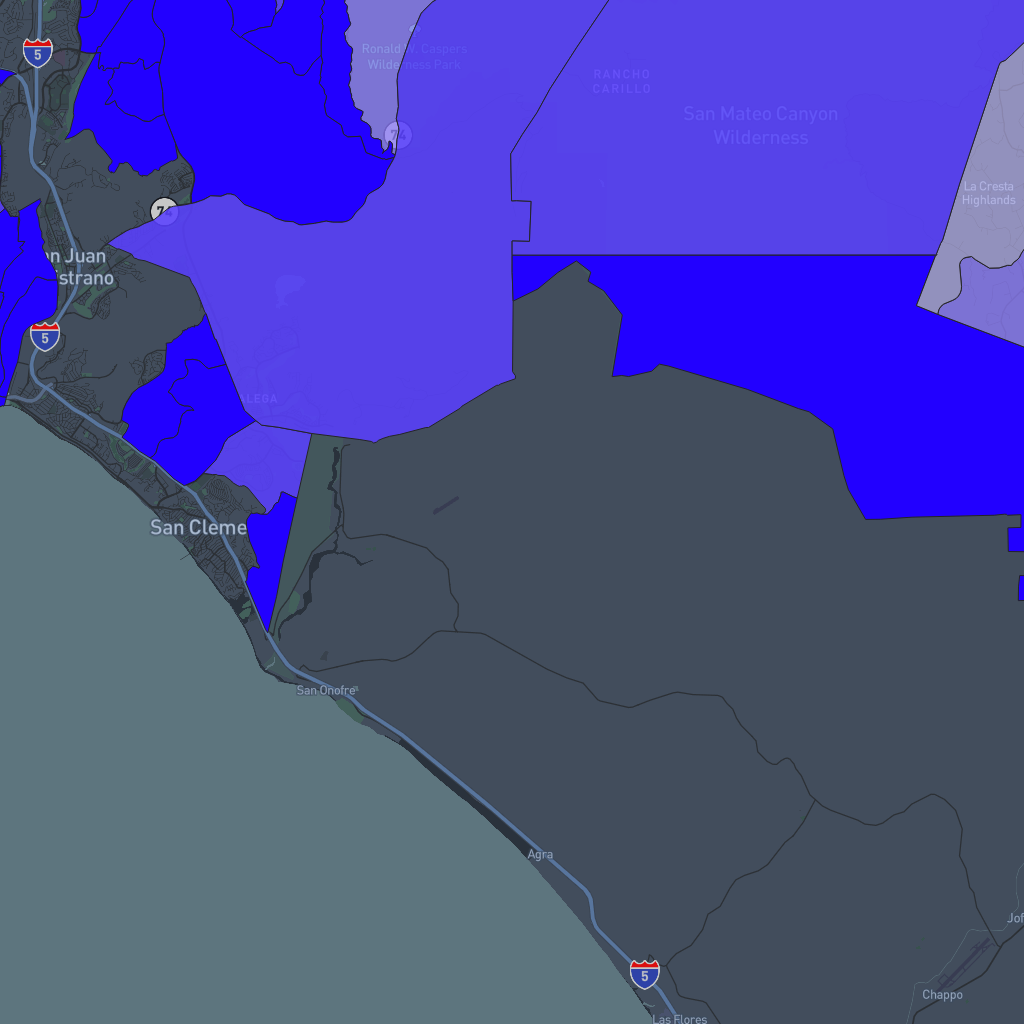 5
Ronald W. Caspers
Wilderness Park
RANCHO
CARILLO
San Mateo Canyon
Wilderness
74
La Cresta
Highlands
74
n Juan
strano
5
ALEGA
San Cleme
San Onofre
Agra
Jof
5
Chappo
Las Flores